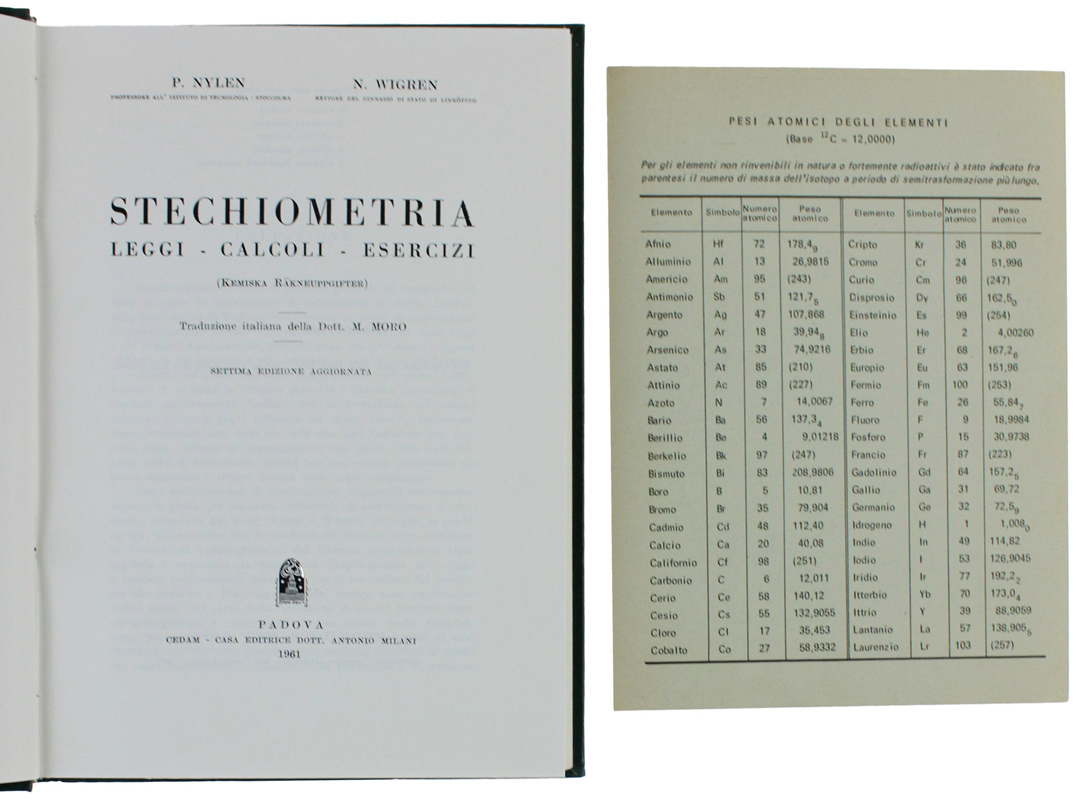 P. NYLEN
PROFESSORE ALL' ISTITUTO DI TECNOLOGIA - STOCCOLMA
N. WIGREN
RETTORE DEL GINNASIO DI STATO DI LINKÖPING
STECHIOMETRIA
LEGGI - CALCOLI - ESERCIZI
(KEMISKA RÄKNEUPPGIFTER)
Traduzione italiana della Dott. M. MORO
SETTIMA EDIZIONE AGGIORNATA
PADOVA
CEDAM - CASA EDITRICE DOTT. ANTONIO MILANI
1961
PESI ATOMICI DEGLI ELEMENTI
(Base ¹²C = 12,0000)
Per gli elementi non rinvenibili in natura o fortemente radioattivi è stato indicato fra
parentesi il numero di massa dell'isotopo a periodo di semitrasformazione più lungo.
Elemento Simbolo Numero atomico Peso atomico Elemento Simbolo Numero atomico Peso atomico
Afnio Hf 72 178,4₉ Cripto Kr 36 83,80
Alluminio Al 13 26,9815 Cromo Cr 24 51,996
Americio Am 95 (243) Curio Cm 96 (247)
Antimonio Sb 51 121,7₅ Disprosio Dy 66 162,5₀
Argento Ag 47 107,868 Einsteinio Es 99 (254)
Argo Ar 18 39,94₈ Elio He 2 4,00260
Arsenico As 33 74,9216 Erbio Er 68 167,2₆
Astato At 85 (210) Europio Eu 63 151,96
Attinio Ac 89 (227) Fermio Fm 100 (253)
Azoto N 7 14,0067 Ferro Fe 26 55,84₇
Bario Ba 56 137,3₄ Fluoro F 9 18,9984
Berillio Be 4 9,01218 Fosforo P 15 30,9738
Berkelio Bk 97 (247) Francio Fr 87 (223)
Bismuto Bi 83 208,9806 Gadolinio Gd 64 157,2₅
Boro B 5 10,81 Gallio Ga 31 69,72
Bromo Br 35 79,904 Germanio Ge 32 72,5₉
Cadmio Cd 48 112,40 Idrogeno H 1 1,008₀
Calcio Ca 20 40,08 Indio In 49 114,82
Californio Cf 98 (251) Iodio I 53 126,9045
Carbonio C 6 12,011 Iridio Ir 77 192,2₂
Cerio Ce 58 140,12 Itterbio Yb 70 173,0₄
Cesio Cs 55 132,9055 Ittrio Y 39 88,9059
Cloro Cl 17 35,453 Lantanio La 57 138,905₅
Cobalto Co 27 58,9332 Laurenzio Lr 103 (257)